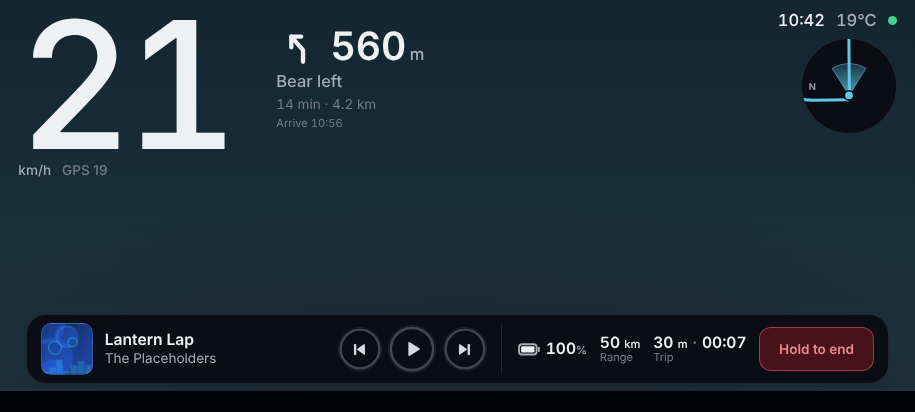 21
km/h GPS 19
560 m
Bear left
14 min · 4.2 km
Arrive 10:56
10:42 19°C
N
Lantern Lap
The Placeholders
100%
50 km
Range
30 m · 00:07
Trip
Hold to end